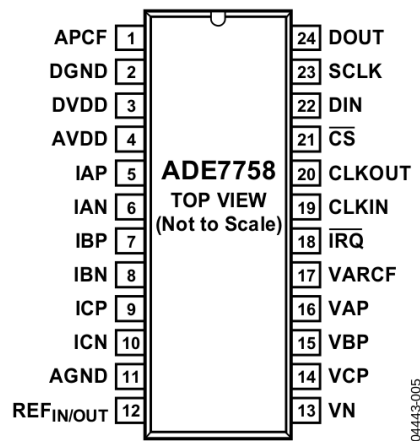 APCF 1
DGND 2
DVDD 3
AVDD 4
IAP 5
IAN 6
IBP 7
IBN 8
ICP 9
ICN 10
AGND 11
REFIN/OUT 12
ADE7758
TOP VIEW
(Not to Scale)
24 DOUT
23 SCLK
22 DIN
21 C̅S̅
20 CLKOUT
19 CLKIN
18 I̅R̅Q̅
17 VARCF
16 VAP
15 VBP
14 VCP
13 VN
04443-005